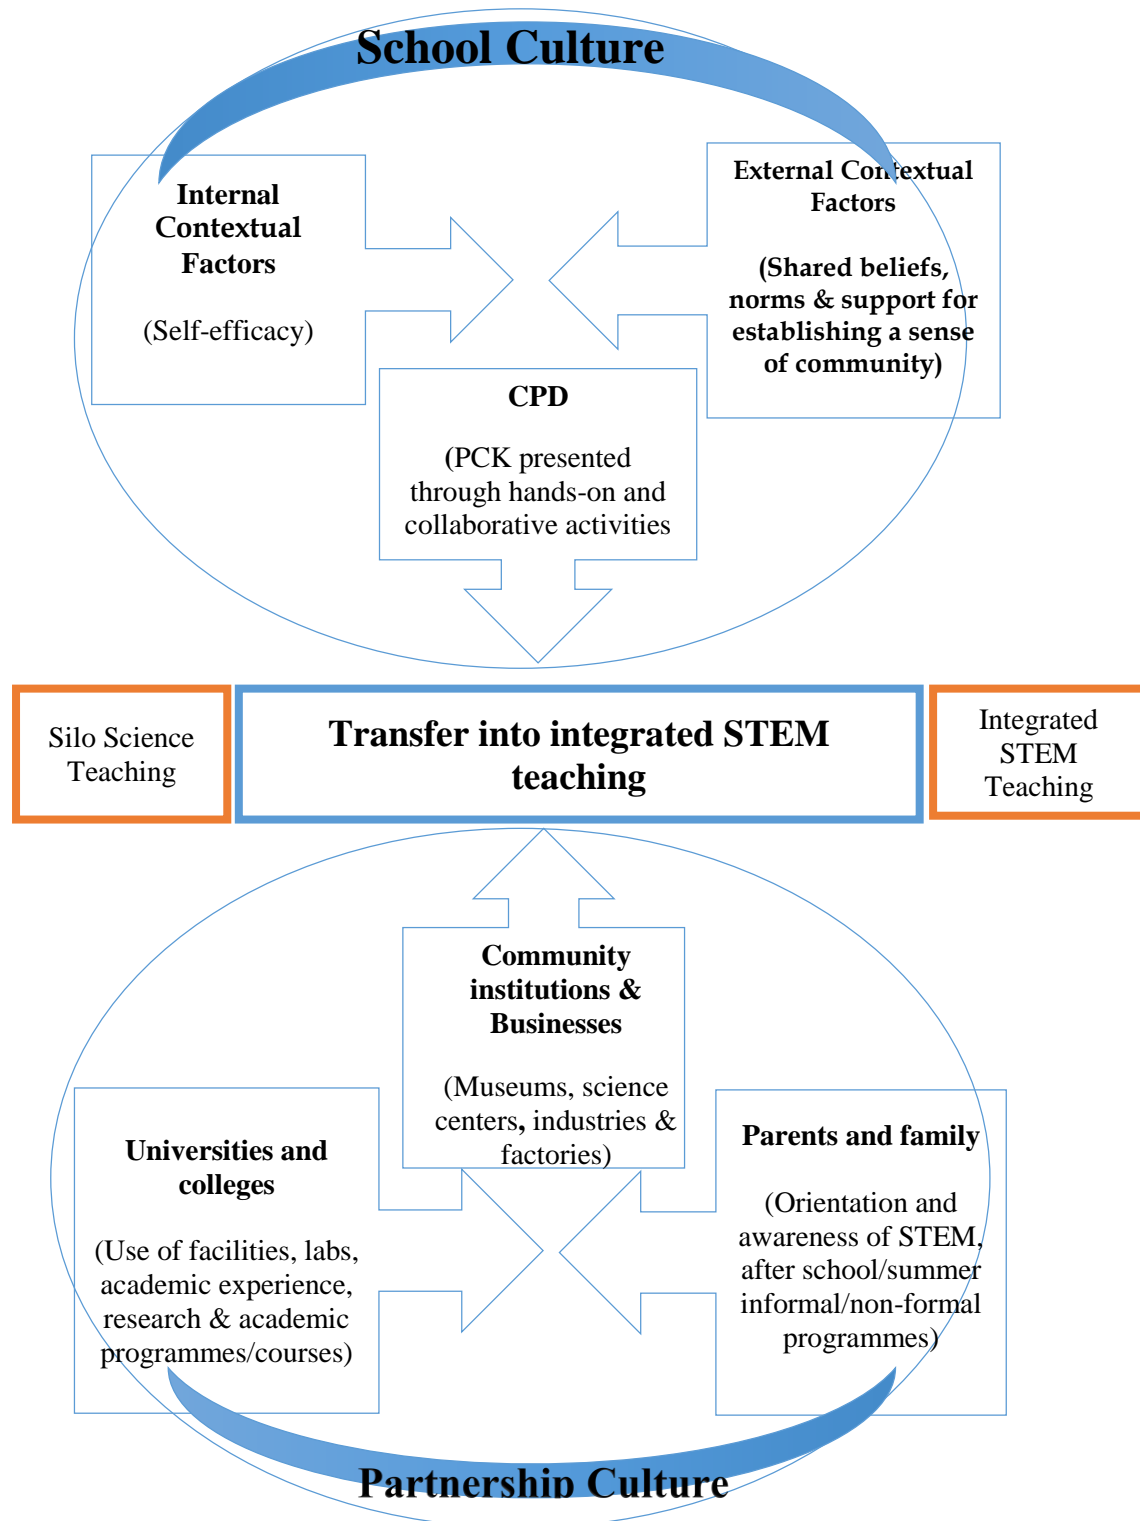 School Culture
Internal
Contextual
Factors
(Self-efficacy)
External Contextual
Factors
(Shared beliefs,
norms & support for
establishing a sense
of community)
CPD
(PCK presented
through hands-on and
collaborative activities
Silo Science
Teaching
Transfer into integrated STEM
teaching
Integrated
STEM
Teaching
Community
institutions &
Businesses
(Museums, science
centers, industries &
factories)
Universities and
colleges
(Use of facilities, labs,
academic experience,
research & academic
programmes/courses)
Parents and family
(Orientation and
awareness of STEM,
after school/summer
informal/non-formal
programmes)
Partnership Culture